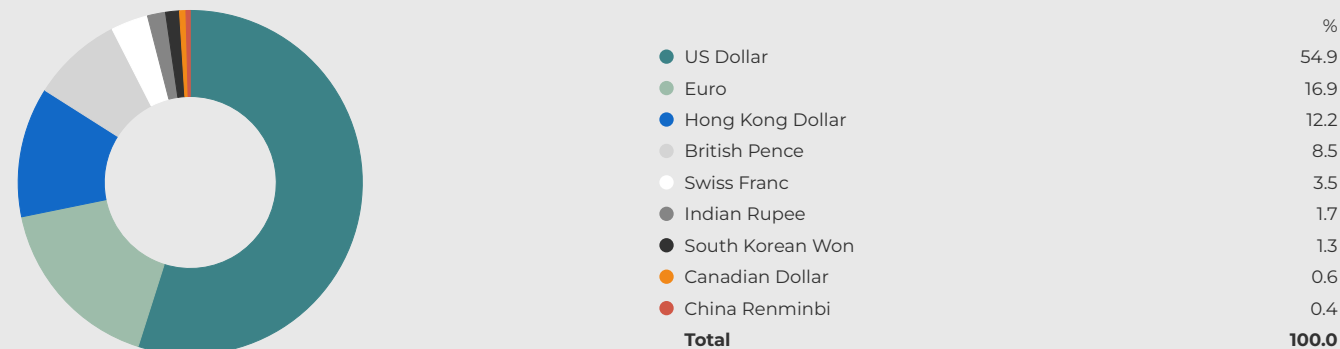 %
US Dollar 54.9
Euro 16.9
Hong Kong Dollar 12.2
British Pence 8.5
Swiss Franc 3.5
Indian Rupee 1.7
South Korean Won 1.3
Canadian Dollar 0.6
China Renminbi 0.4
Total 100.0